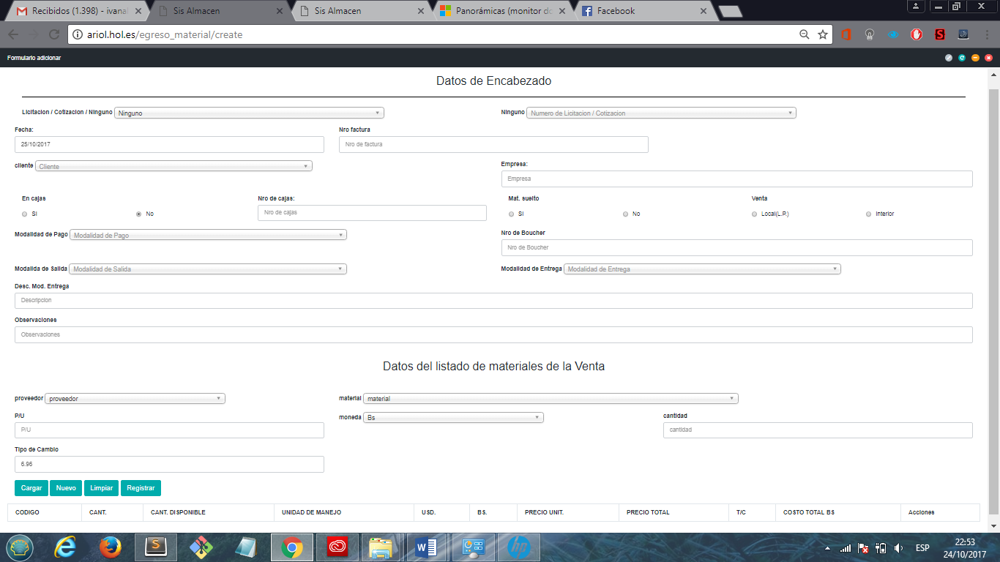 Recibidos (1.398) - ivanal
Sis Almacen
Sis Almacen
Panorámicas (monitor do
Facebook
ariol.hol.es/egreso_material/create
Formulario adicionar
Datos de Encabezado
Licitacion / Cotizacion / Ninguno Ninguno
Ninguno Numero de Licitacion / Cotizacion
Fecha:
Nro factura
25/10/2017
Nro de factura
cliente Cliente
Empresa:
Empresa
En cajas
Nro de cajas:
Mat. suelto
Venta
SI
No
Nro de cajas
SI
No
Local(L.P.)
Interior
Modalidad de Pago Modalidad de Pago
Nro de Boucher
Nro de Boucher
Modalida de Salida Modalidad de Salida
Modalidad de Entrega Modalidad de Entrega
Desc. Mod. Entrega
Descripcion
Observaciones
Observaciones
Datos del listado de materiales de la Venta
proveedor proveedor
material material
P/U
moneda Bs
cantidad
P/U
cantidad
Tipo de Cambio
6.96
Cargar Nuevo Limpiar Registrar
CODIGO CANT. CANT. DISPONIBLE UNIDAD DE MANEJO USD. BS. PRECIO UNIT. PRECIO TOTAL T/C COSTO TOTAL BS Acciones
ESP
22:53
24/10/2017